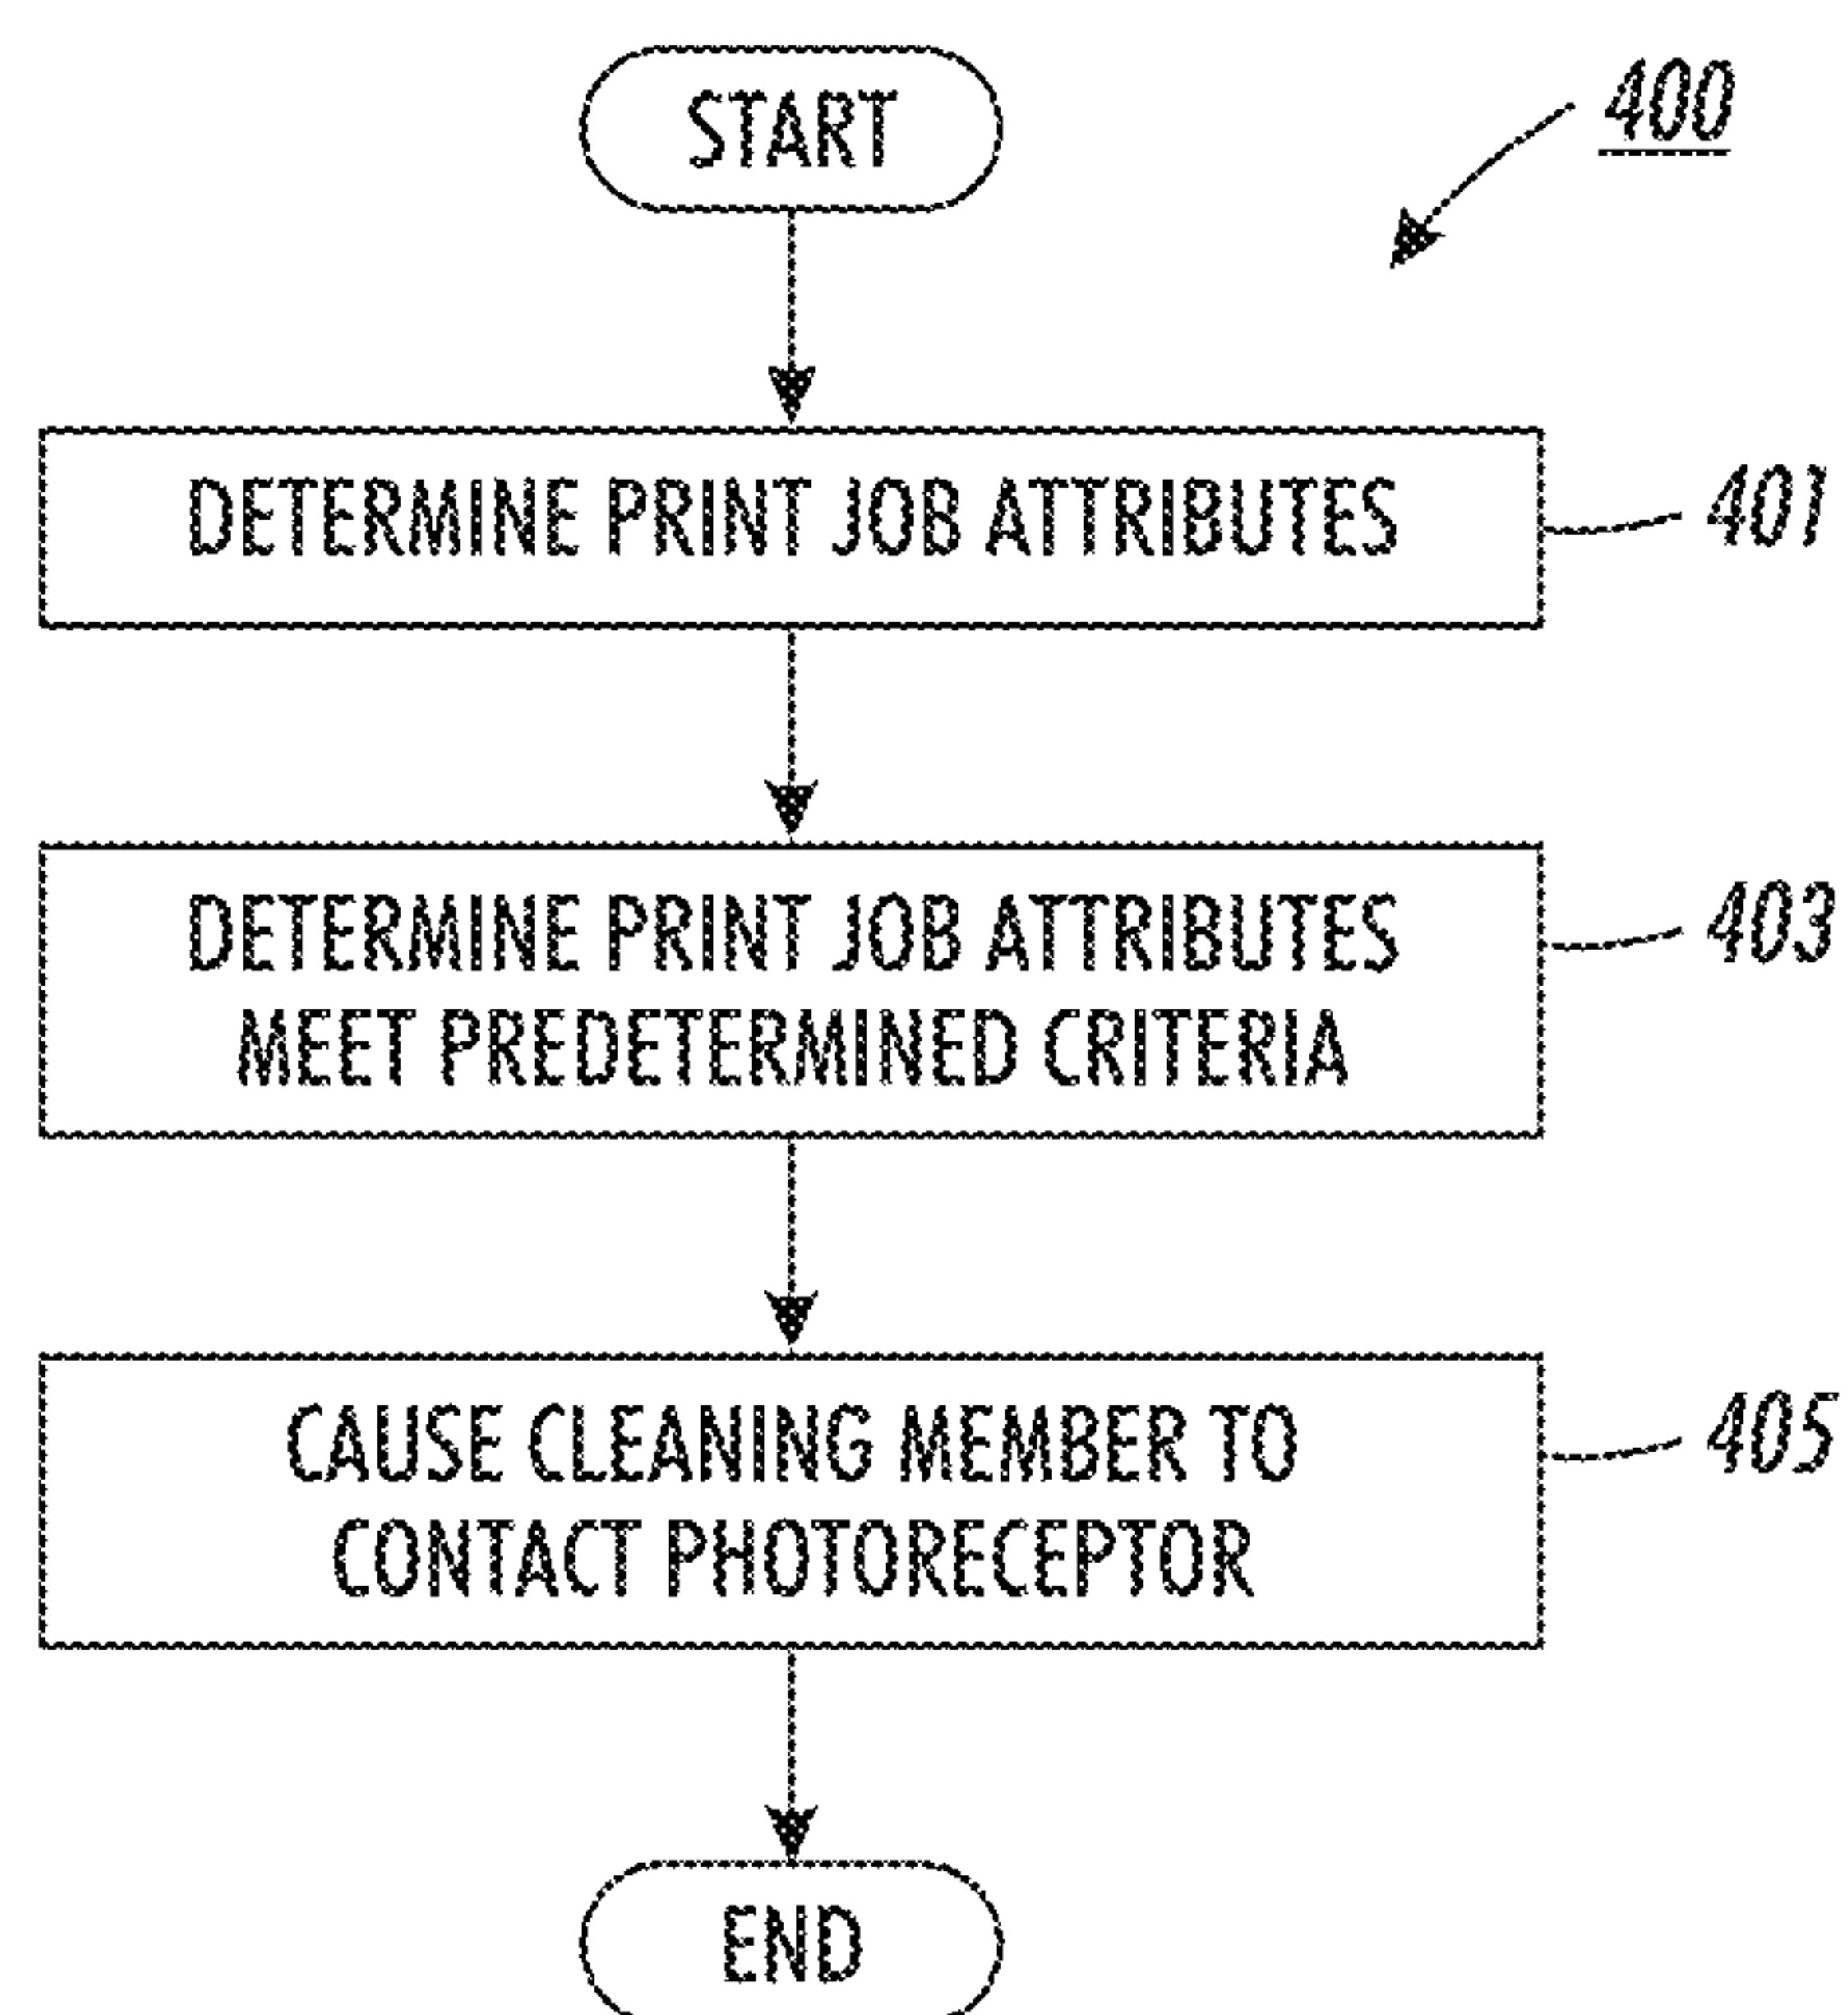 START
400
DETERMINE PRINT JOB ATTRIBUTES
401
DETERMINE PRINT JOB ATTRIBUTES
MEET PREDETERMINED CRITERIA
403
CAUSE CLEANING MEMBER TO
CONTACT PHOTORECEPTOR
405
END